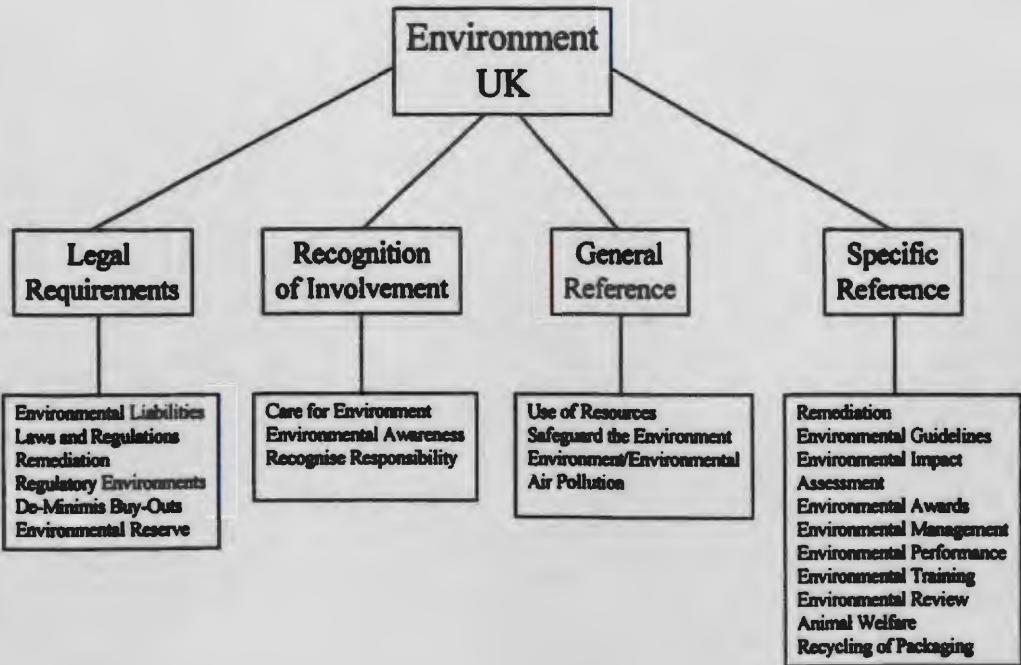 Environment
UK
Legal
Requirements
Recognition
of Involvement
General
Reference
Specific
Reference
Environmental Liabilities
Laws and Regulations
Remediation
Regulatory Environments
De-Minimis Buy-Outs
Environmental Reserve
Care for Environment
Environmental Awareness
Recognise Responsibility
Use of Resources
Safeguard the Environment
Environment/Environmental
Air Pollution
Remediation
Environmental Guidelines
Environmental Impact
Assessment
Environmental Awards
Environmental Management
Environmental Performance
Environmental Training
Environmental Review
Animal Welfare
Recycling of Packaging